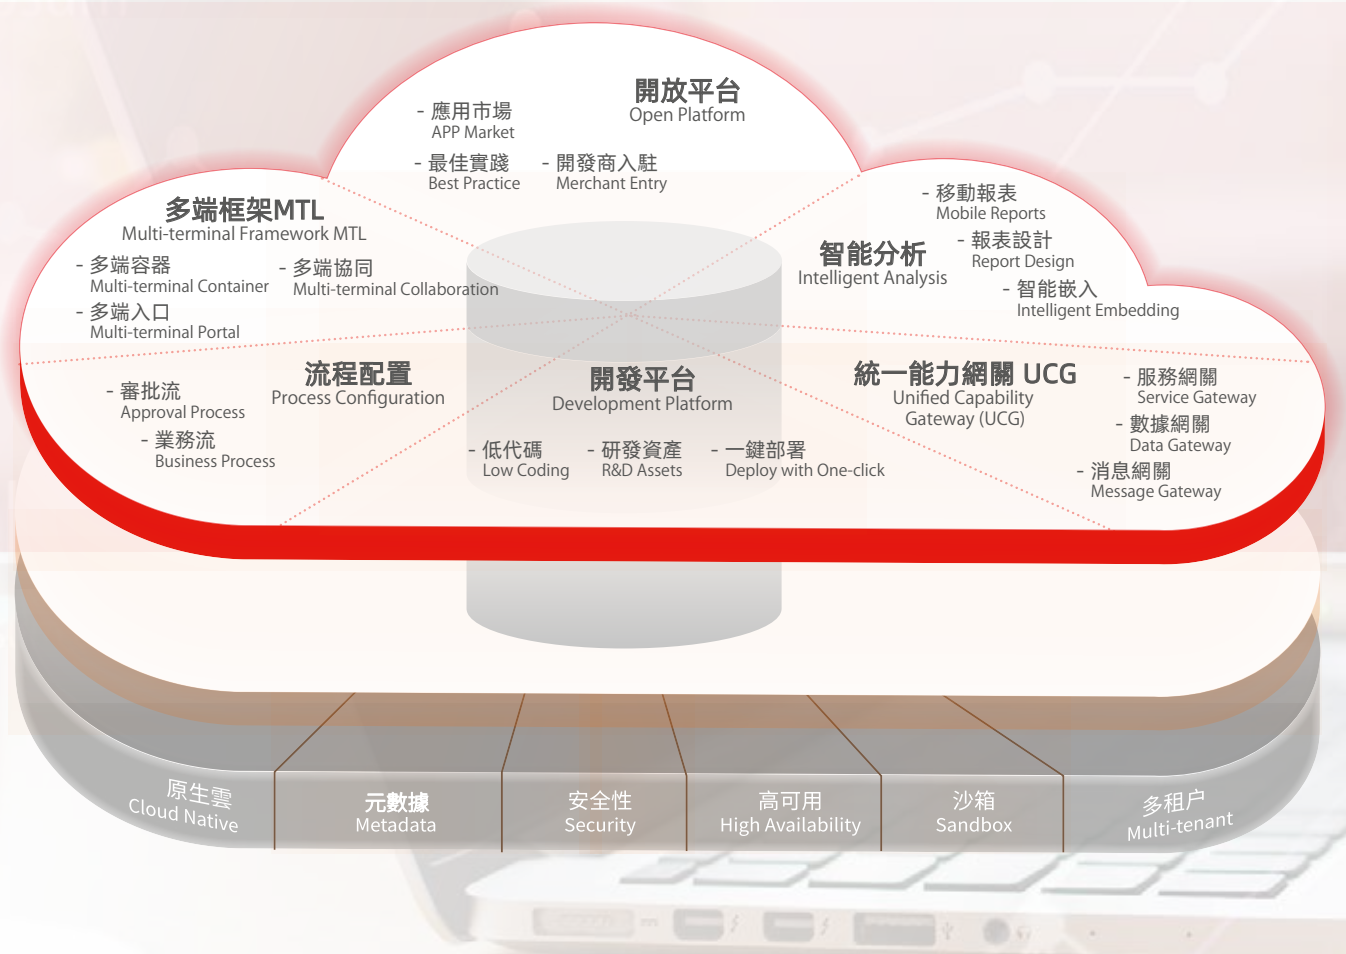 開放平台
Open Platform
- 應用市場
APP Market
- 最佳實踐
Best Practice
- 開發商入駐
Merchant Entry
多端框架MTL
Multi-terminal Framework MTL
- 多端容器
Multi-terminal Container
- 多端協同
Multi-terminal Collaboration
- 多端入口
Multi-terminal Portal
智能分析
Intelligent Analysis
- 移動報表
Mobile Reports
- 報表設計
Report Design
- 智能嵌入
Intelligent Embedding
流程配置
Process Configuration
- 審批流
Approval Process
- 業務流
Business Process
開發平台
Development Platform
- 低代碼
Low Coding
- 研發資產
R&D Assets
- 一鍵部署
Deploy with One-click
統一能力網關 UCG
Unified Capability
Gateway (UCG)
- 服務網關
Service Gateway
- 數據網關
Data Gateway
- 消息網關
Message Gateway
原生雲
Cloud Native
元數據
Metadata
安全性
Security
高可用
High Availability
沙箱
Sandbox
多租户
Multi-tenant